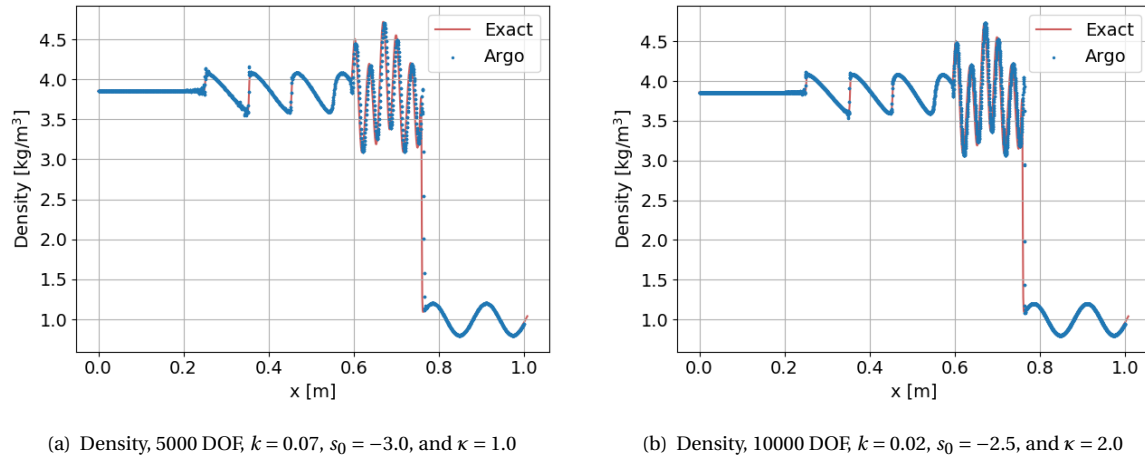 Exact
Argo
4.5
4.0
3.5
3.0
2.5
2.0
1.5
1.0
Density [kg/m³]
0.0 0.2 0.4 0.6 0.8 1.0
x [m]
(a) Density, 5000 DOF, k = 0.07, s₀ = −3.0, and κ = 1.0
Exact
Argo
4.5
4.0
3.5
3.0
2.5
2.0
1.5
1.0
Density [kg/m³]
0.0 0.2 0.4 0.6 0.8 1.0
x [m]
(b) Density, 10000 DOF, k = 0.02, s₀ = −2.5, and κ = 2.0